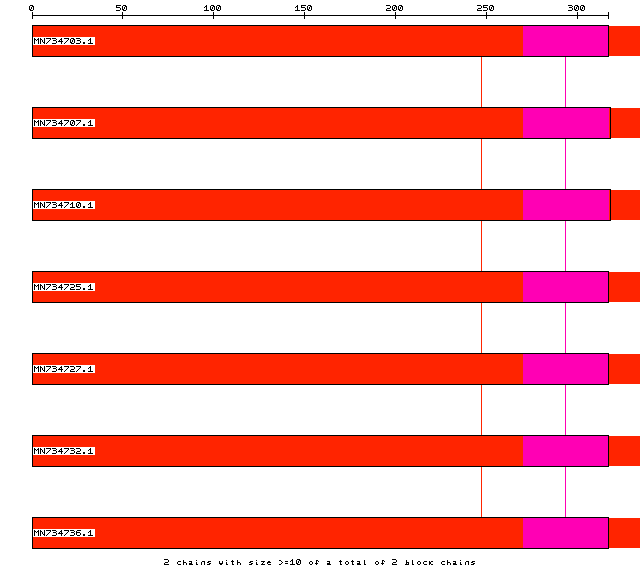 0 50 100 150 200 250 300
MN734703.1
MN734707.1
MN734710.1
MN734725.1
MN734727.1
MN734732.1
MN734736.1
2 chains with size >=10 of a total of 2 block chains